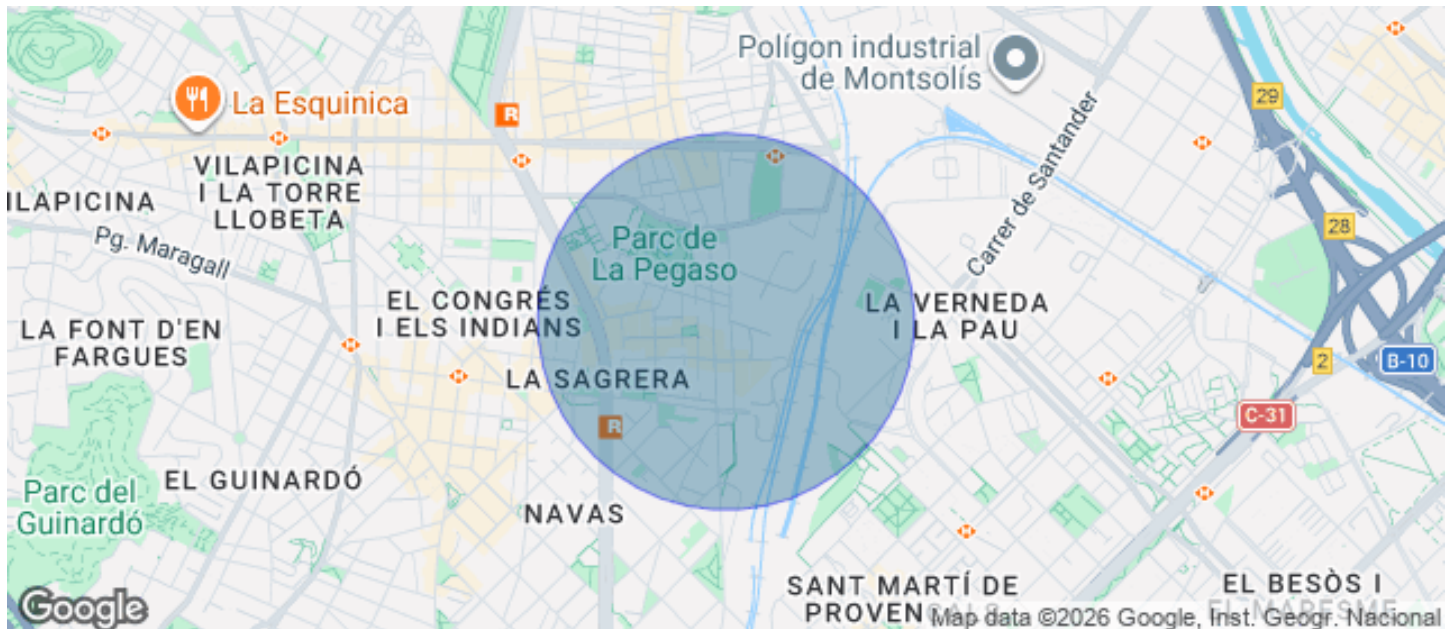 Polígon industrial
de Montsolís
29
La Esquinica
R
VILAPICINA
I LA TORRE
LLOBETA
ILAPICINA
Pg. Maragall
Carrer de Santander
28
Parc de
La Pegaso
EL CONGRÉS
I ELS INDIANS
LA VERNEDA
I LA PAU
LA FONT D'EN
FARGUES
2
B-10
LA SAGRERA
C-31
R
EL GUINARDÓ
Parc del
Guinardó
NAVAS
SANT MARTÍ DE
PROVENÇALS
EL BESÒS I
EL MARESME
Google
Map data ©2026 Google, Inst. Geogr. Nacional